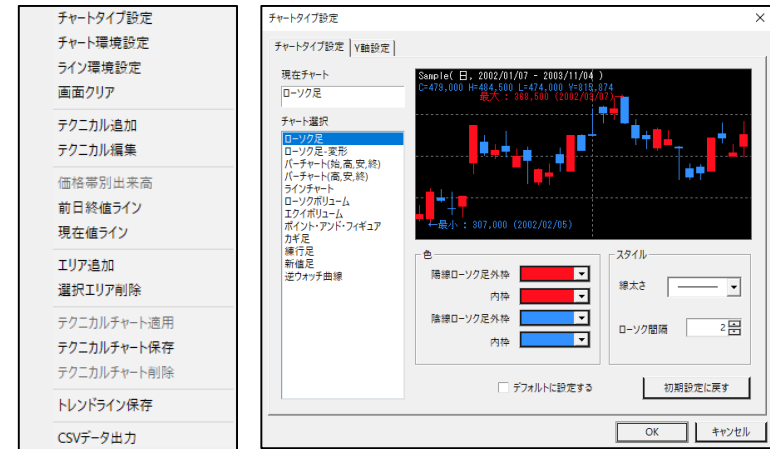 チャートタイプ設定
チャート環境設定
ライン環境設定
画面クリア
テクニカル追加
テクニカル編集
価格帯別出来高
前日終値ライン
現在値ライン
エリア追加
選択エリア削除
テクニカルチャート適用
テクニカルチャート保存
テクニカルチャート削除
トレンドライン保存
CSVデータ出力
チャートタイプ設定
チャートタイプ設定 Y軸設定
現在チャート
ローソク足
チャート選択
ローソク足
ローソク足-変形
バーチャート(始,高,安,終)
バーチャート(高,安,終)
ラインチャート
ローソクボリューム
エクイボリューム
ポイント・アンド・フィギュア
カギ足
練行足
新値足
逆ウォッチ曲線
Sample( 日, 2002/01/07 - 2003/11/04 )
C=479,000 H=484,500 L=474,000 V=815,874
最大 : 368,500 (2002/03/07)→
←最小 : 307,000 (2002/02/05)
色
陽線ローソク足外枠
内枠
陰線ローソク足外枠
内枠
スタイル
線太さ
ローソク間隔 2
デフォルトに設定する
初期設定に戻す
OK
キャンセル